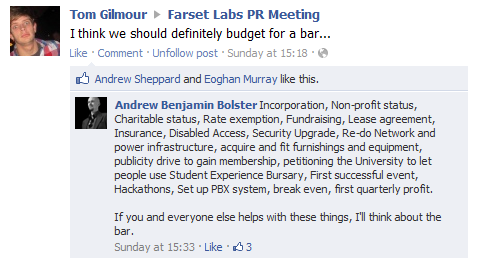 Tom Gilmour ▶ Farset Labs PR Meeting
I think we should definitely budget for a bar...
Like · Comment · Unfollow post · Sunday at 15:18 ·
Andrew Sheppard and Eoghan Murray like this.
Andrew Benjamin Bolster Incorporation, Non-profit status,
Charitable status, Rate exemption, Fundraising, Lease agreement,
Insurance, Disabled Access, Security Upgrade, Re-do Network and
power infrastructure, acquire and fit furnishings and equipment,
publicity drive to gain membership, petitioning the University to let
people use Student Experience Bursary, First successful event,
Hackathons, Set up PBX system, break even, first quarterly profit.
If you and everyone else helps with these things, I'll think about the
bar.
Sunday at 15:33 · Like · 3